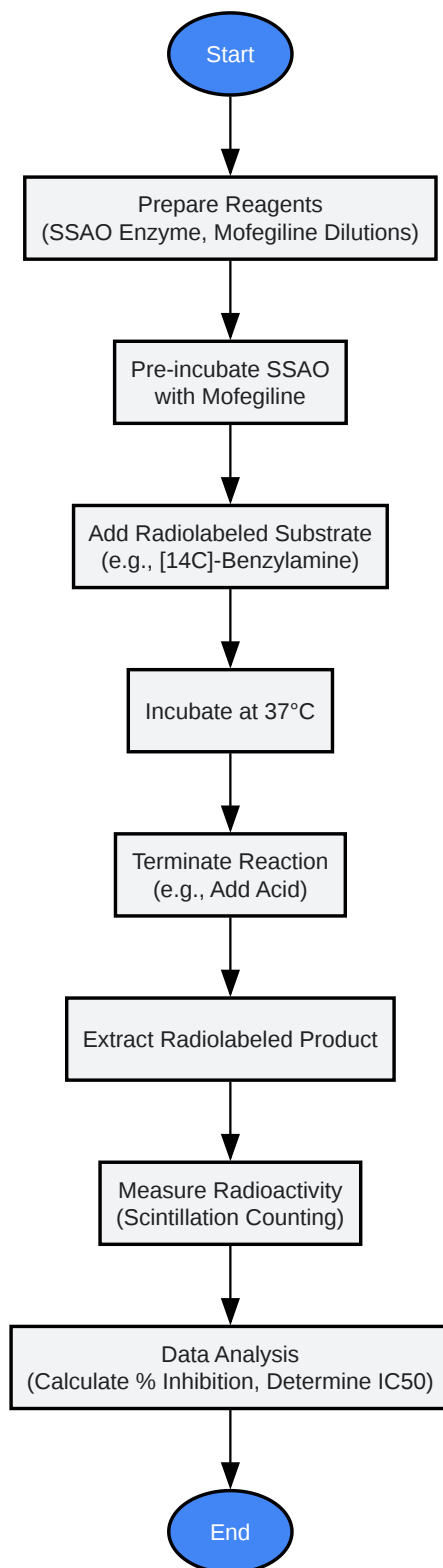 Start
Prepare Reagents
(SSAO Enzyme, Mofegiline Dilutions)
Pre-incubate SSAO
with Mofegiline
Add Radiolabeled Substrate
(e.g., [14C]-Benzylamine)
Incubate at 37°C
Terminate Reaction
(e.g., Add Acid)
Extract Radiolabeled Product
Measure Radioactivity
(Scintillation Counting)
Data Analysis
(Calculate % Inhibition, Determine IC50)
End